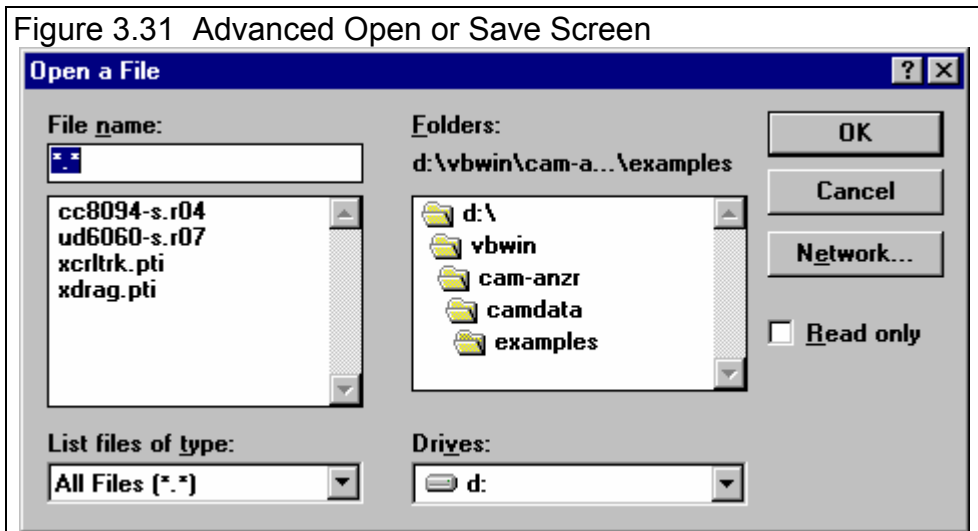 Figure 3.31 Advanced Open or Save Screen
Open a File
File name:
*.*
cc8094-s.r04
ud6060-s.r07
xcrltrk.pti
xdrag.pti
List files of type:
All Files (*.*)
Folders:
d:\vbwin\cam-a...\examples
d:\
vbwin
cam-anzr
camdata
examples
Drives:
d:
OK
Cancel
Network...
Read only